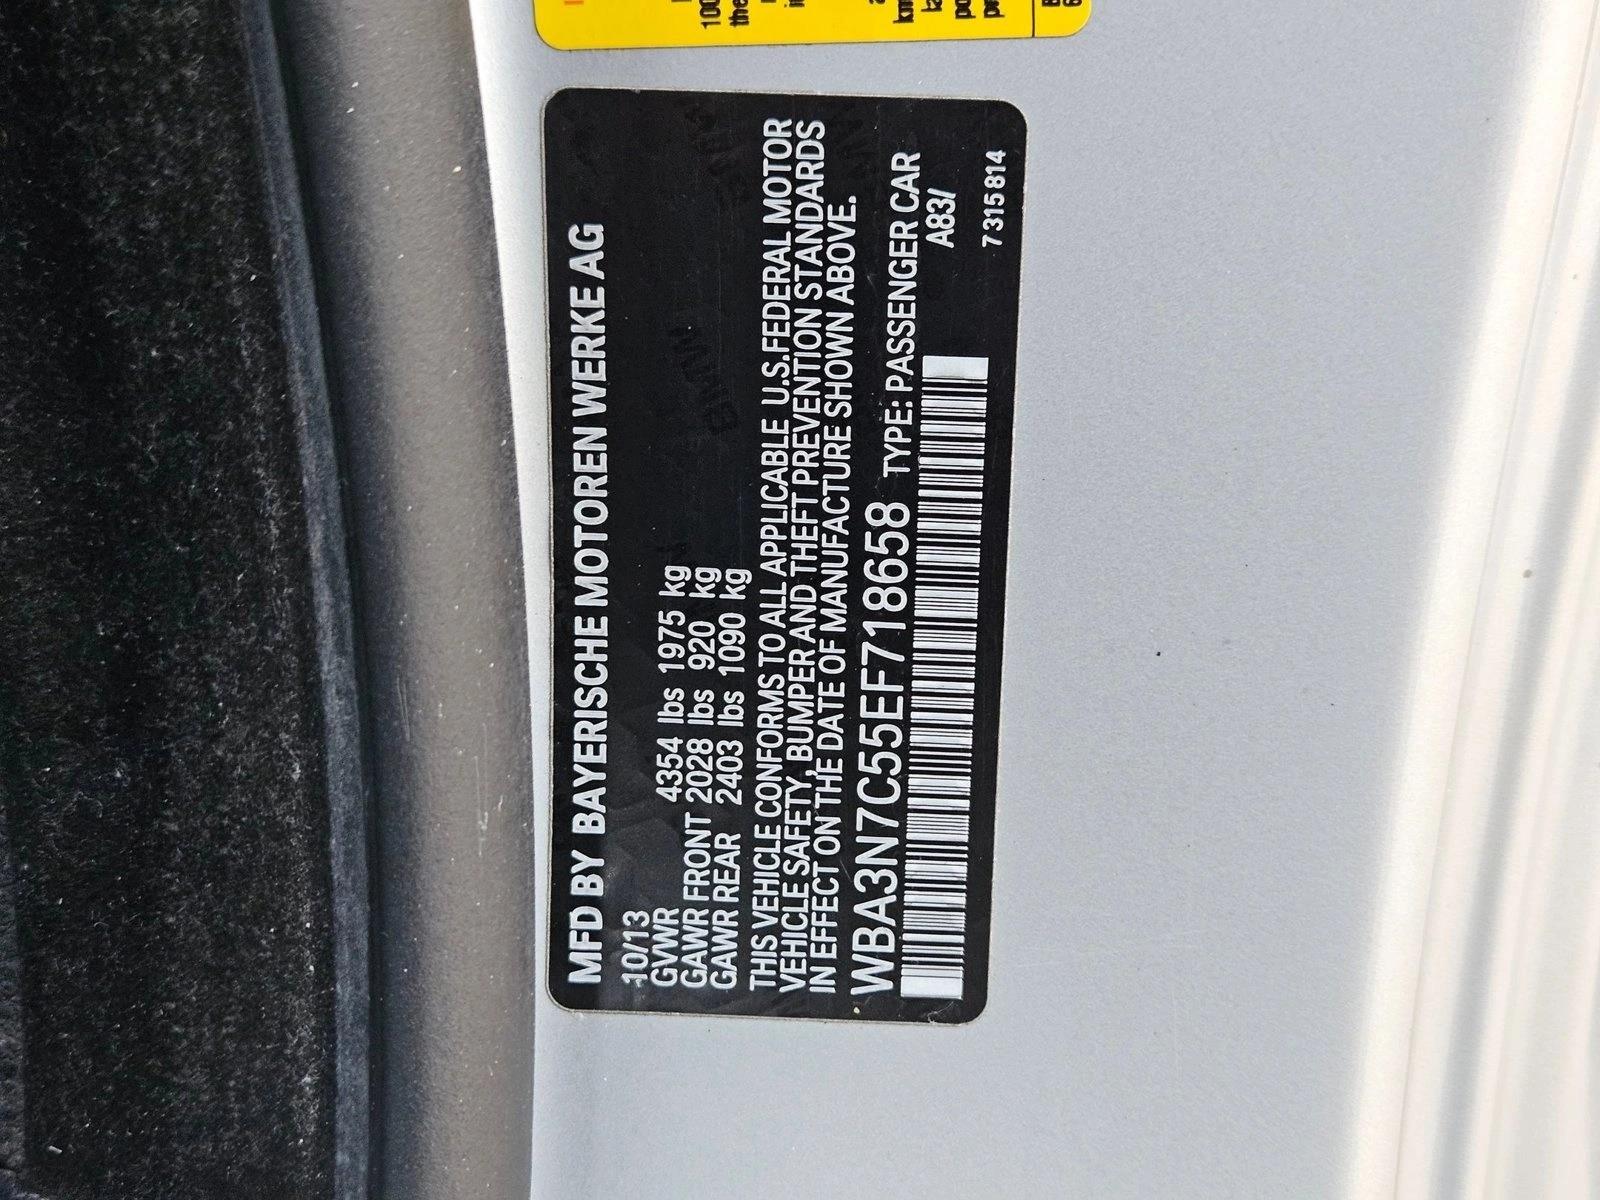 MFD BY BAYERISCHE MOTOREN WERKE AG
10/13
GVWR 4354 lbs 1975 kg
GAWR FRONT 2028 lbs 920 kg
GAWR REAR 2403 lbs 1090 kg
THIS VEHICLE CONFORMS TO ALL APPLICABLE U.S.FEDERAL MOTOR
VEHICLE SAFETY, BUMPER AND THEFT PREVENTION STANDARDS
IN EFFECT ON THE DATE OF MANUFACTURE SHOWN ABOVE.
WBA3N7C55EF718658 TYPE: PASSENGER CAR
A83/
7315814